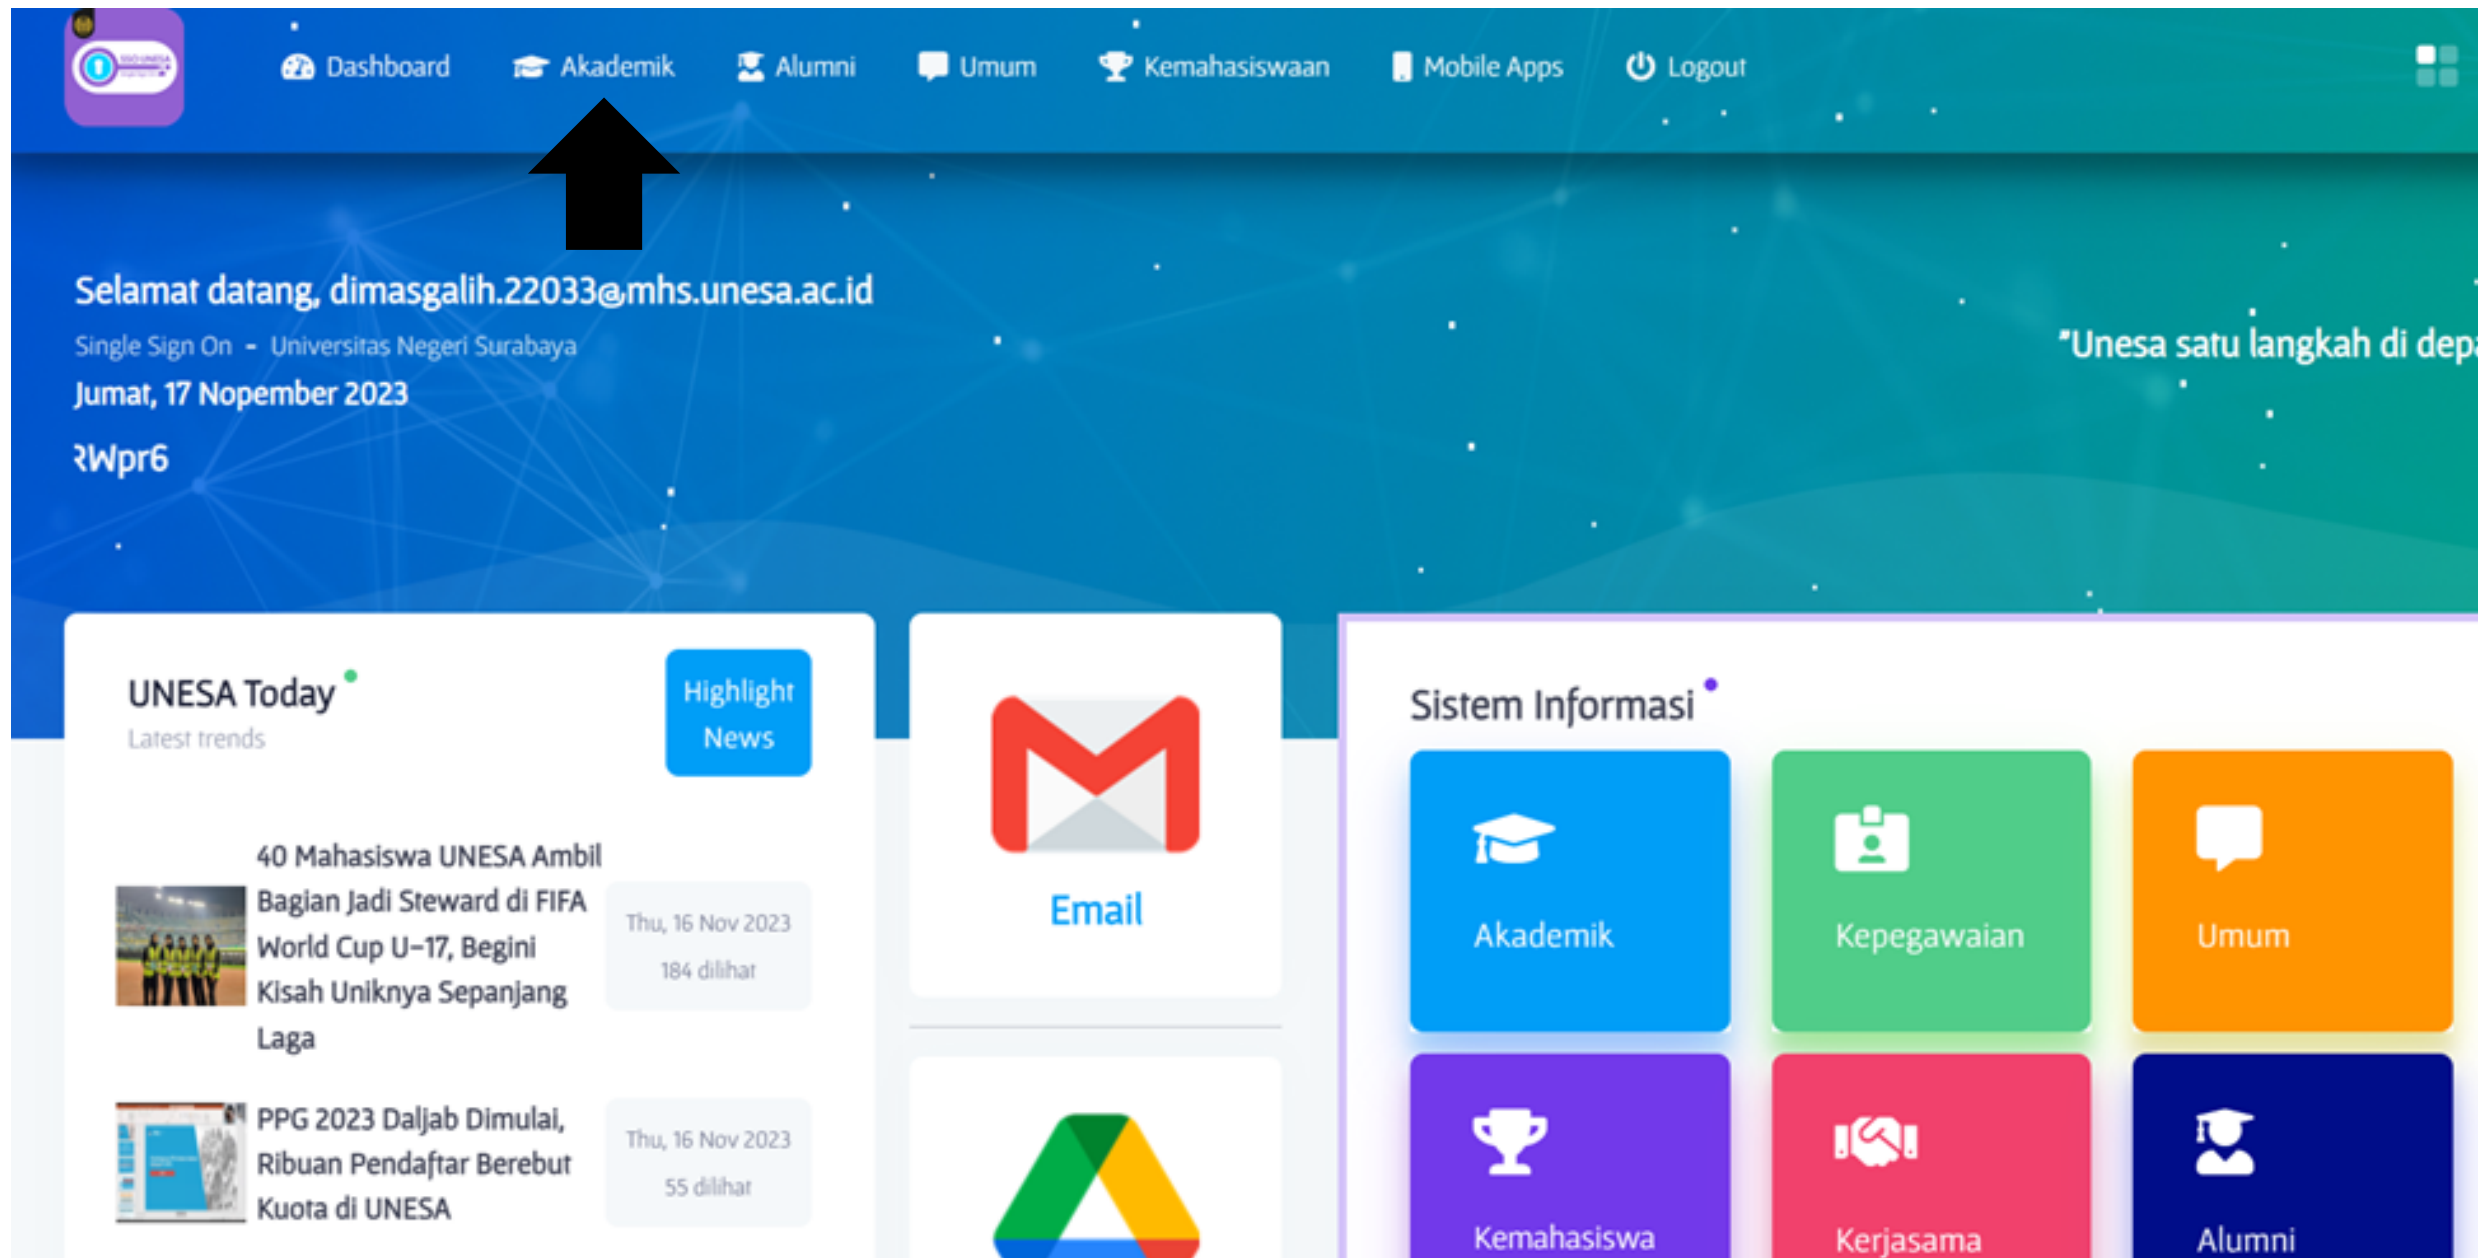 SSO UNESA
Dashboard Akademik Alumni Umum Kemahasiswaan Mobile Apps Logout
Selamat datang, dimasgalih.22033@mhs.unesa.ac.id
Single Sign On - Universitas Negeri Surabaya
Jumat, 17 Nopember 2023
"Unesa satu langkah di
UNESA Today
Latest trends
Highlight
News
40 Mahasiswa UNESA Ambil
Bagian Jadi Steward di FIFA
World Cup U-17, Begini
Kisah Uniknya Sepanjang
Laga
Thu, 16 Nov 2023
184 dilihat
PPG 2023 Daljab Dimulai,
Ribuan Pendaftar Berebut
Kuota di UNESA
Thu, 16 Nov 2023
55 dilihat
Email
Sistem Informasi
Akademik
Kepegawaian
Umum
Kemahasiswa
Kerjasama
Alumni